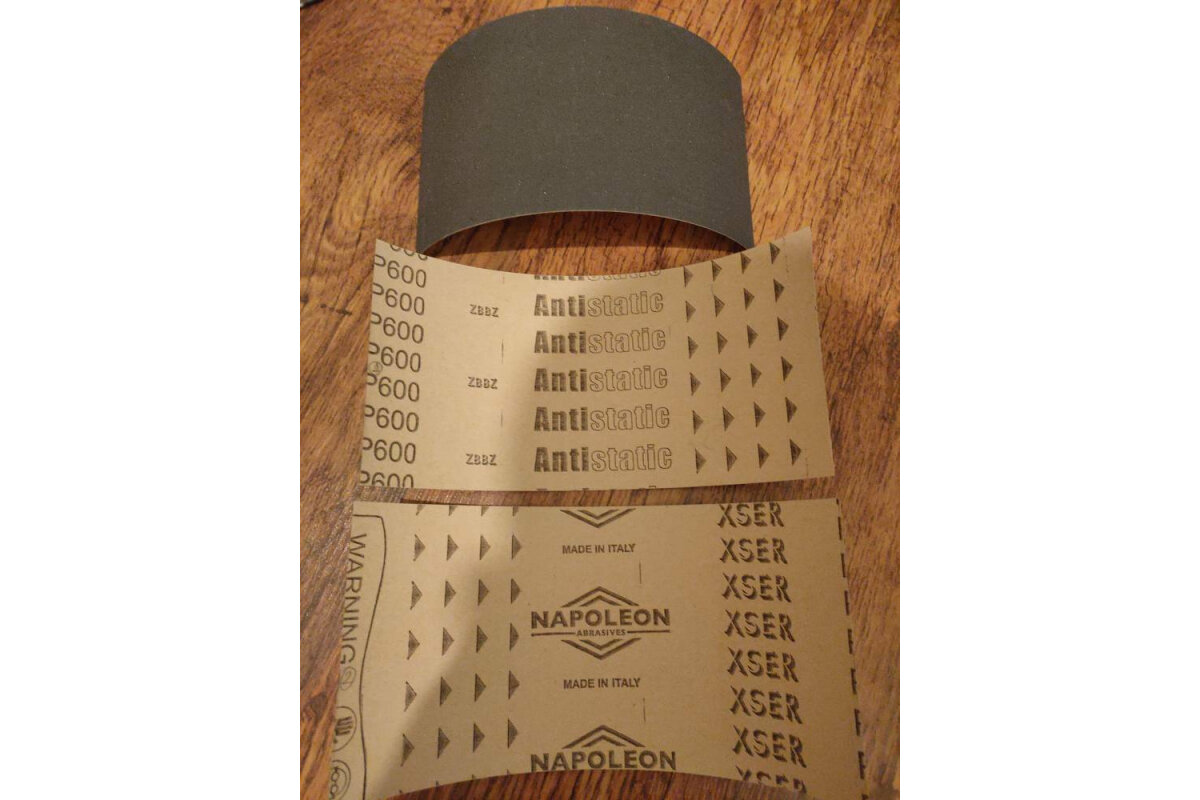 P600
P600 Antistatic
ZBBZ
P600 Antistatic
P600
P600 ZBBZ Antistatic
P600 Antistatic
P600 ZBBZ Antistatic
P600
XSER
MADE IN ITALY XSER
XSER
NAPOLEON XSER
ABRASIVES
XSER
MADE IN ITALY XSER
XSER
NAPOLEON
WARNING